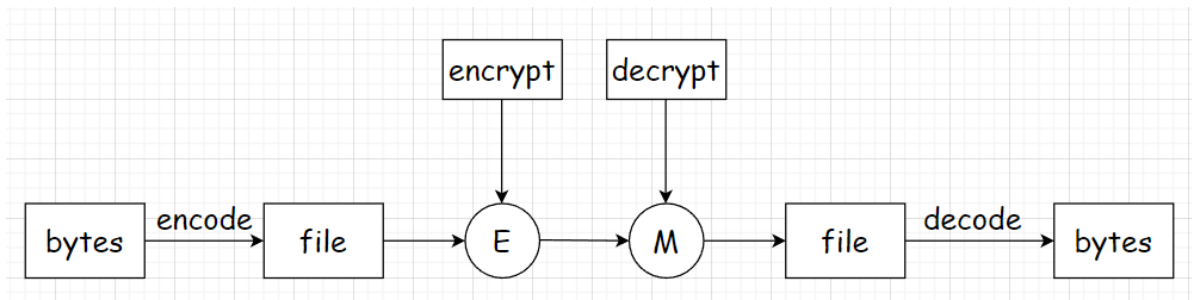 encrypt
decrypt
bytes
encode
file
E
M
file
decode
bytes